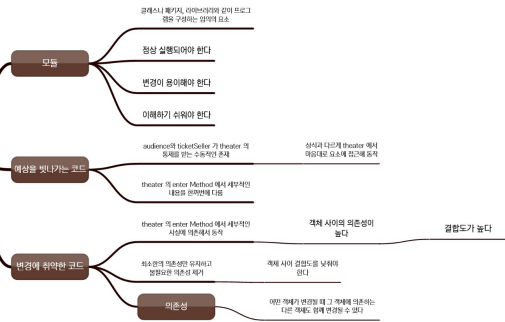 모듈
클래스나 패키지, 라이브러리와 같이 프로그
램을 구성하는 임의의 요소
정상 실행되어야 한다
변경이 용이해야 한다
이해하기 쉬워야 한다
예상을 빗나가는 코드
audience와 ticketSeller 가 theater 의
통제를 받는 수동적인 존재
상식과 다르게 theater 에서
마음대로 요소에 접근해 동작
theater 의 enter Method 에서 세부적인
내용을 한꺼번에 다룸
변경에 취약한 코드
theater 의 enter Method 에서 세부적인
사실에 의존해서 동작
객체 사이의 의존성이
높다
결합도가 높다
최소한의 의존성만 유지하고
불필요한 의존성 제거
객체 사이 결합도를 낮춰야
한다
의존성
어떤 객체가 변경될 때 그 객체에 의존하는
다른 객체도 함께 변경될 수 있다